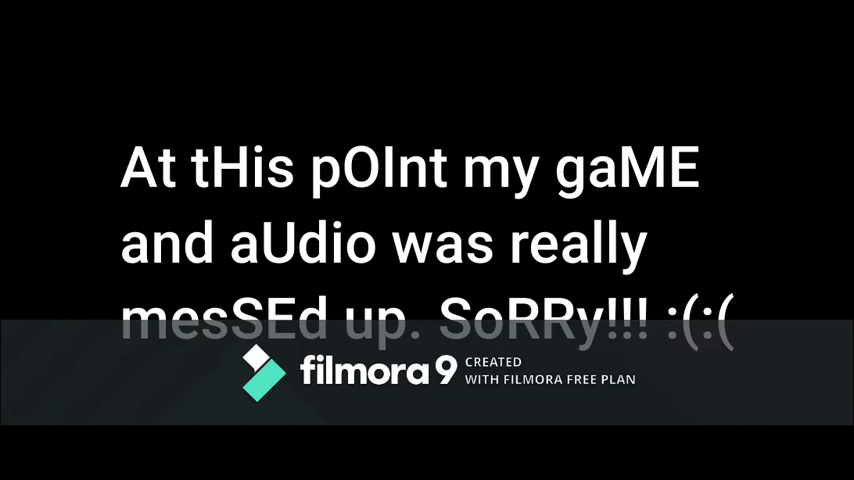 At tHis pOInt my gaME
and aUdio was really
mesSEd up. SoRRy!!! :(:(
filmora 9 CREATED
WITH FILMORA FREE PLAN